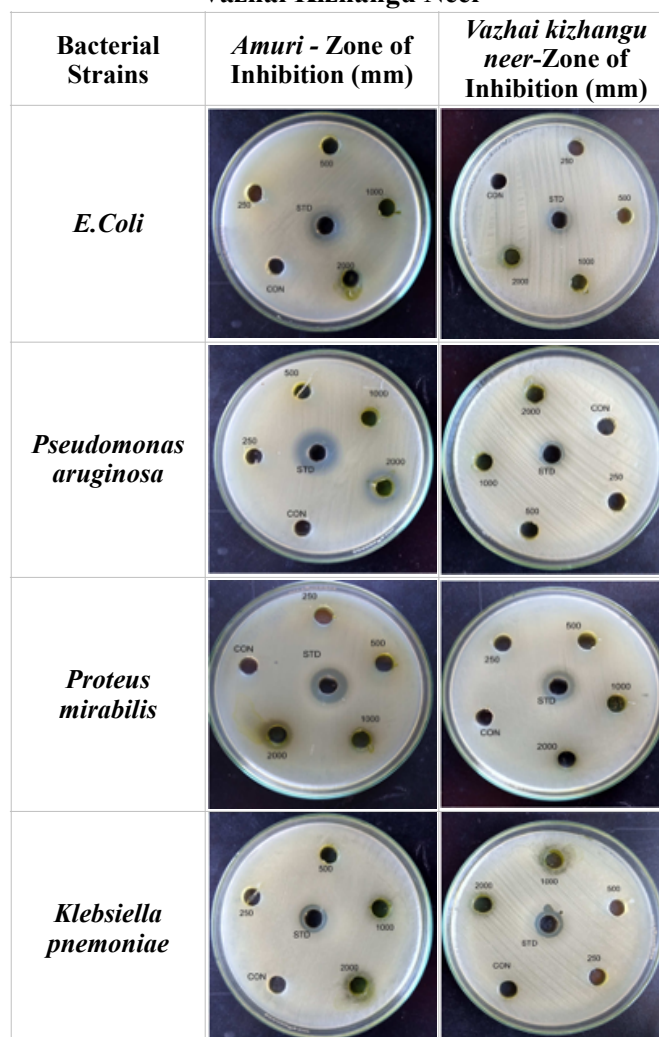 Vazhai Kizhangu Neer
Bacterial
Strains
Amuri - Zone of
Inhibition (mm)
Vazhai kizhangu
neer-Zone of
Inhibition (mm)
E.Coli
500
1000
250
STD
2000
CON
250
CON
STD
500
1000
2000
Pseudomonas
aruginosa
500
1000
250
2000
STD
CON
CON
2000
STD
250
1000
500
Proteus
mirabilis
250
500
STD
CON
1000
2000
500
250
1000
STD
CON
2000
Klebsiella
pnemoniae
500
250
1000
STD
2000
CON
1000
2000
500
STD
CON
250